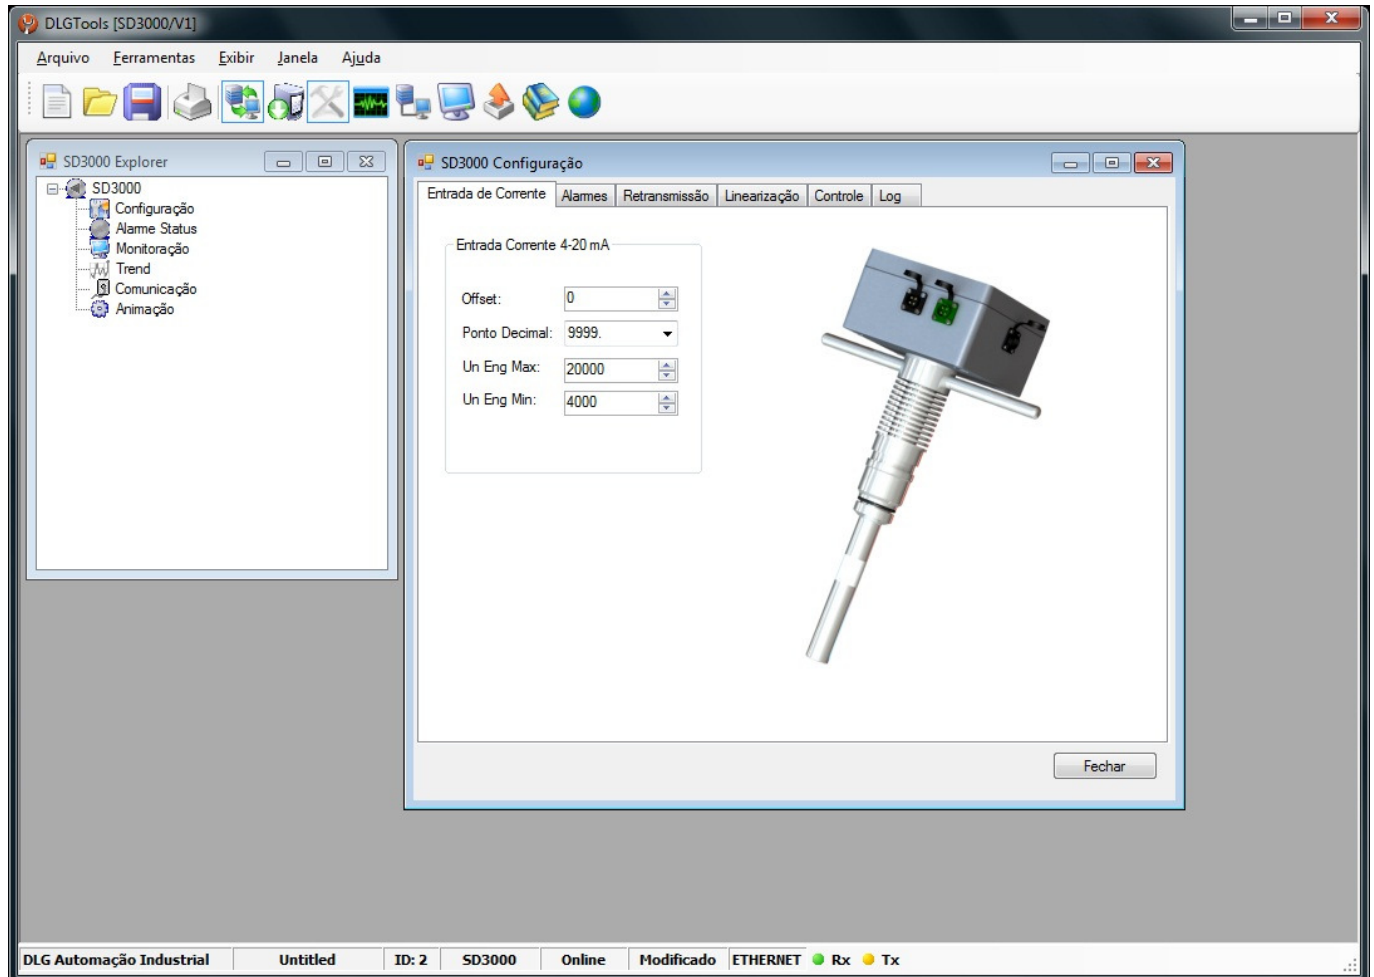 DLGTools [SD3000/V1]
Arquivo Ferramentas Exibir Janela Ajuda
SD3000 Explorer
SD3000
Configuração
Alarme Status
Monitoração
Trend
Comunicação
Animação
SD3000 Configuração
Entrada de Corrente Alarmes Retransmissão Linearização Controle Log
Entrada Corrente 4-20 mA
Offset: 0
Ponto Decimal: 9999.
Un Eng Max: 20000
Un Eng Min: 4000
Fechar
DLG Automação Industrial Untitled ID: 2 SD3000 Online Modificado ETHERNET Rx Tx